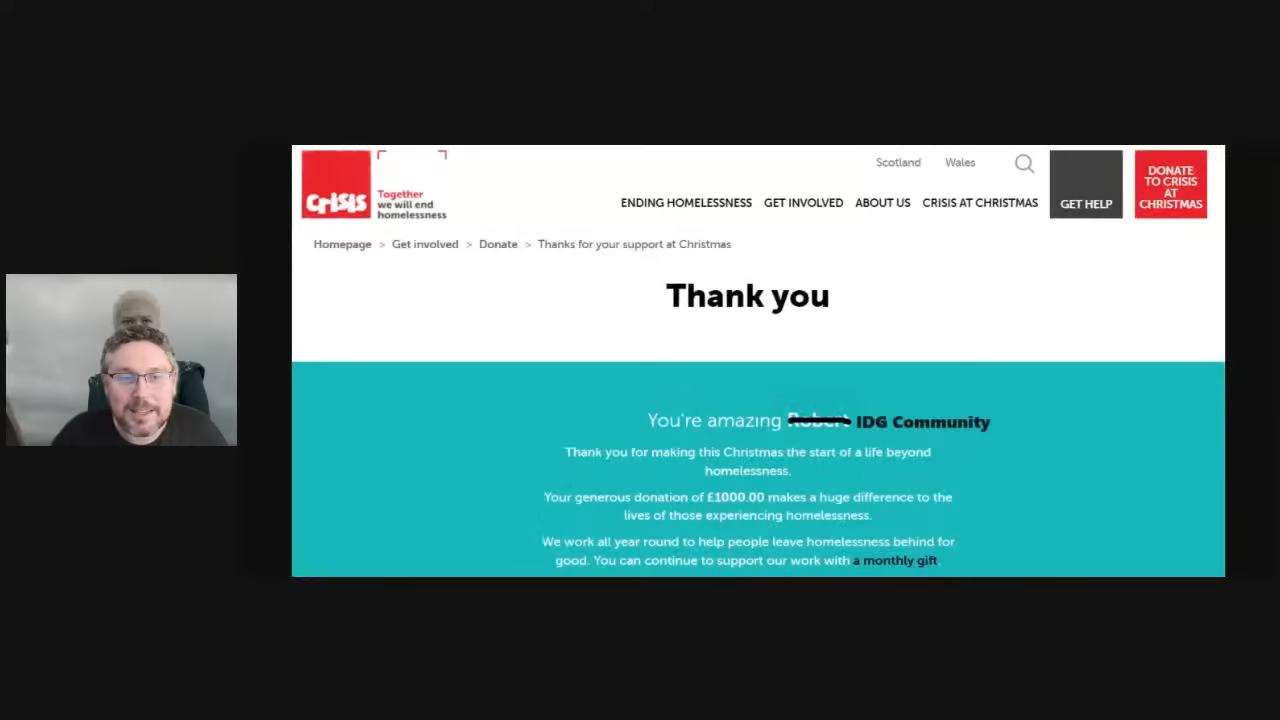 Scotland Wales
crisis
Together
we will end
homelessness
ENDING HOMELESSNESS GET INVOLVED ABOUT US CRISIS AT CHRISTMAS
GET HELP
DONATE
TO CRISIS
AT
CHRISTMAS
Homepage > Get involved > Donate > Thanks for your support at Christmas
Thank you
You're amazing Robert IDG Community
Thank you for making this Christmas the start of a life beyond
homelessness.
Your generous donation of £1000.00 makes a huge difference to the
lives of those experiencing homelessness.
We work all year round to help people leave homelessness behind for
good. You can continue to support our work with a monthly gift.